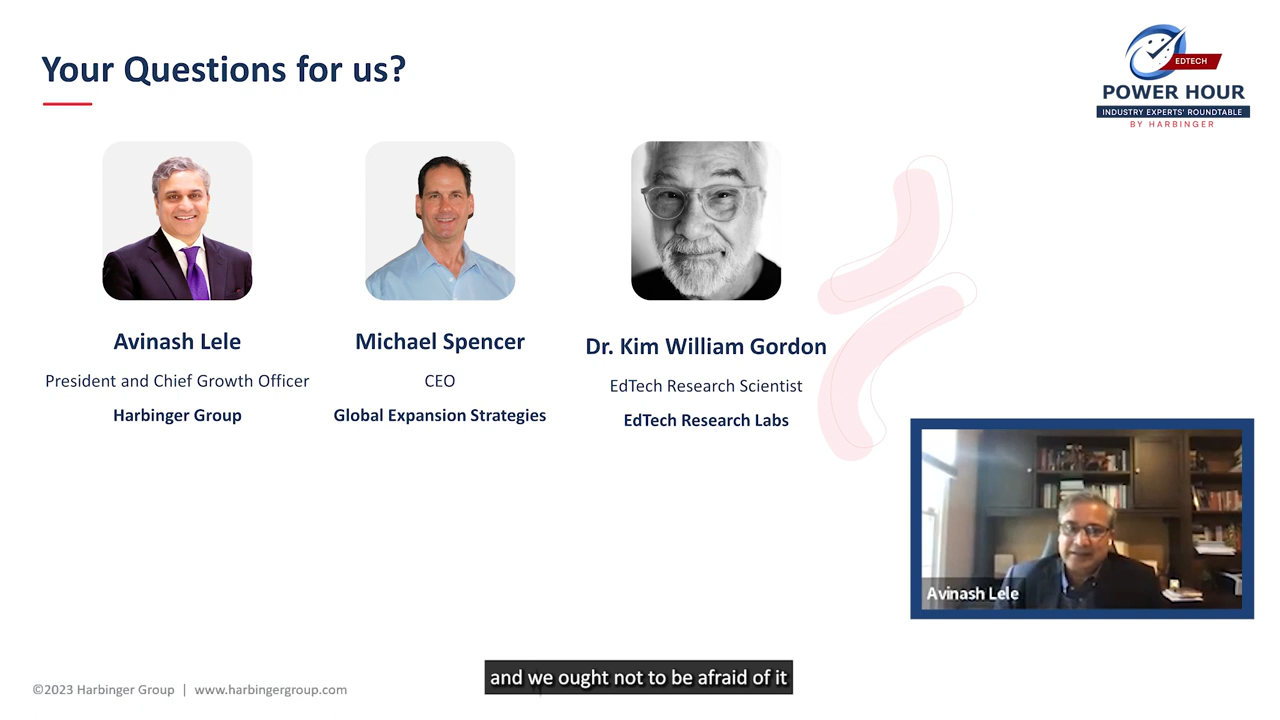 Your Questions for us?
EDTECH
POWER HOUR
INDUSTRY EXPERTS' ROUNDTABLE
BY HARBINGER
Avinash Lele
President and Chief Growth Officer
Harbinger Group
Michael Spencer
CEO
Global Expansion Strategies
Dr. Kim William Gordon
EdTech Research Scientist
EdTech Research Labs
Avinash Lele
and we ought not to be afraid of it
©2023 Harbinger Group | www.harbingergroup.com